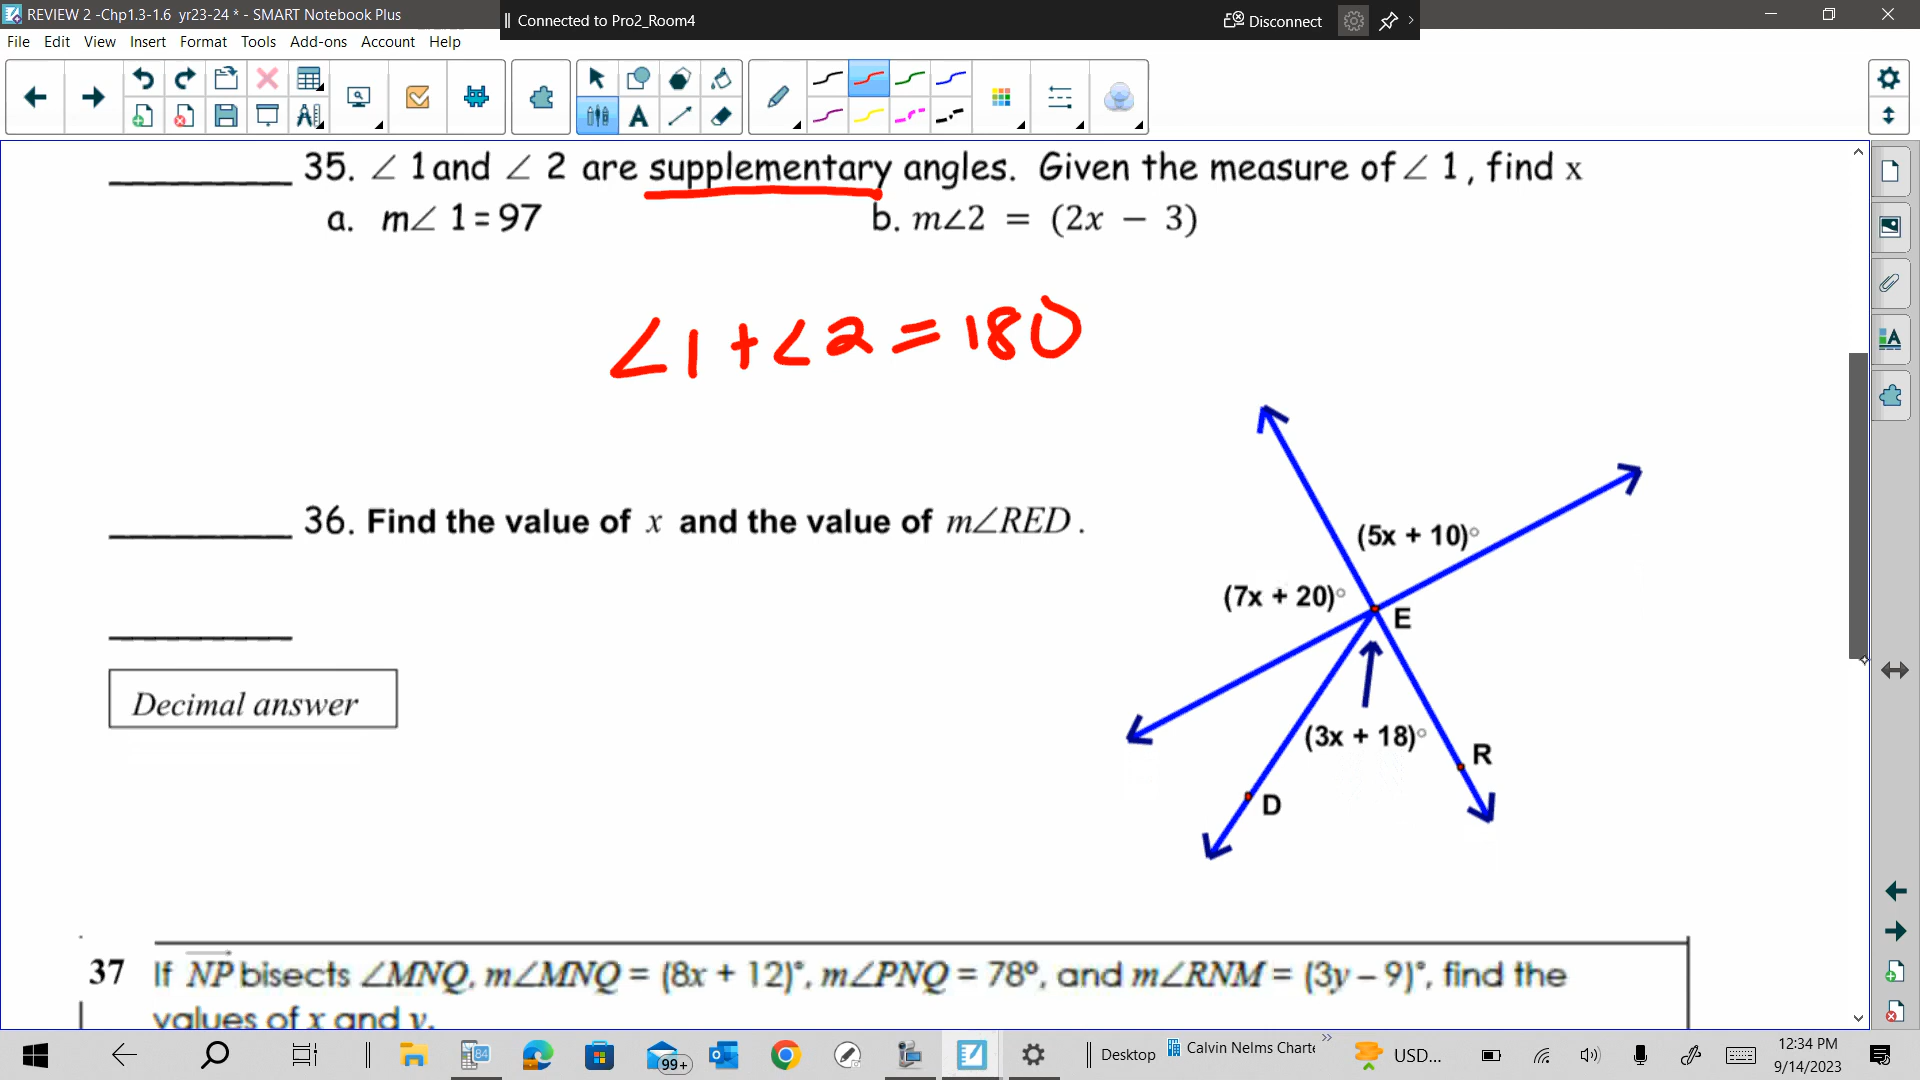 REVIEW 2 -Chp1.3-1.6 yr23-24 * - SMART Notebook Plus
Connected to Pro2_Room4
Disconnect
File Edit View Insert Format Tools Add-ons Account Help
35. ∠ 1 and ∠ 2 are supplementary angles. Given the measure of ∠ 1, find x
a. m∠ 1 = 97
b. m∠2 = (2x − 3)
∠1 + ∠2 = 180
36. Find the value of x and the value of m∠RED.
(5x + 10)°
(7x + 20)°
E
(3x + 18)°
R
D
Decimal answer
37 If NP bisects ∠MNQ, m∠MNQ = (8x + 12)°, m∠PNQ = 78°, and m∠RNM = (3y – 9)°, find the
values of x and y.
84
99+
Desktop
Calvin Nelms Charte
USD...
12:34 PM
9/14/2023